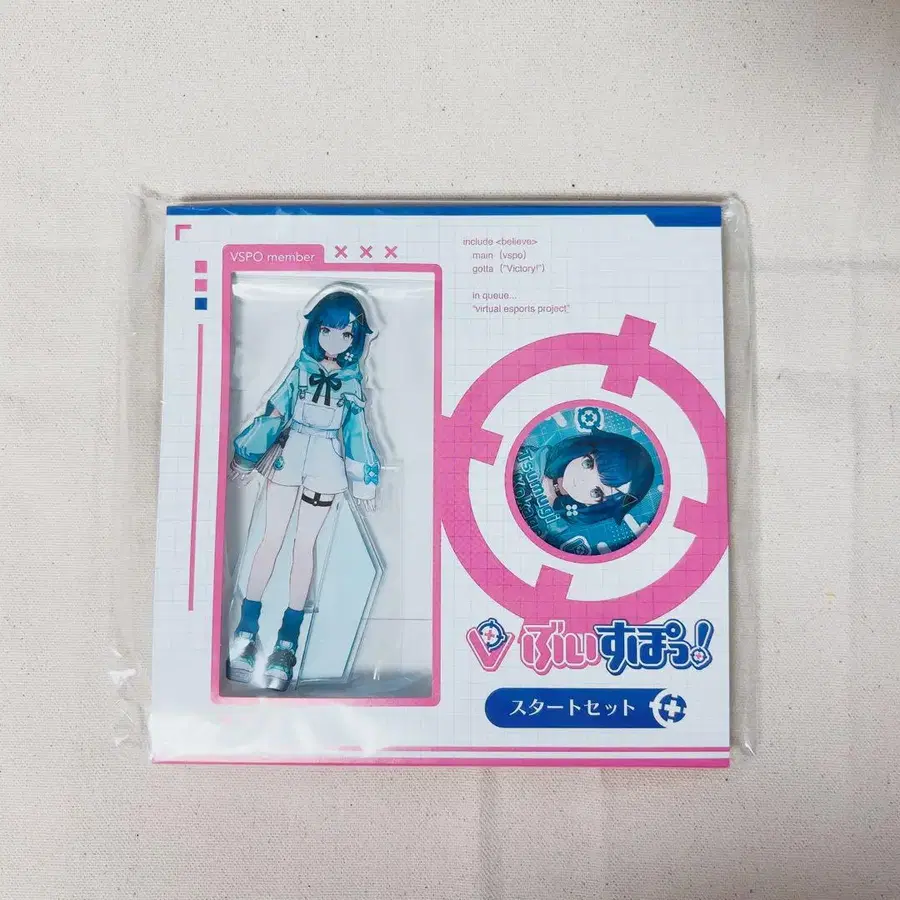 VSPO member
include <believe>
main (vspo)
gotta ("Victory!")
in queue...
"virtual esports project"
Tsumugi
ぶいすぽっ!
スタートセット